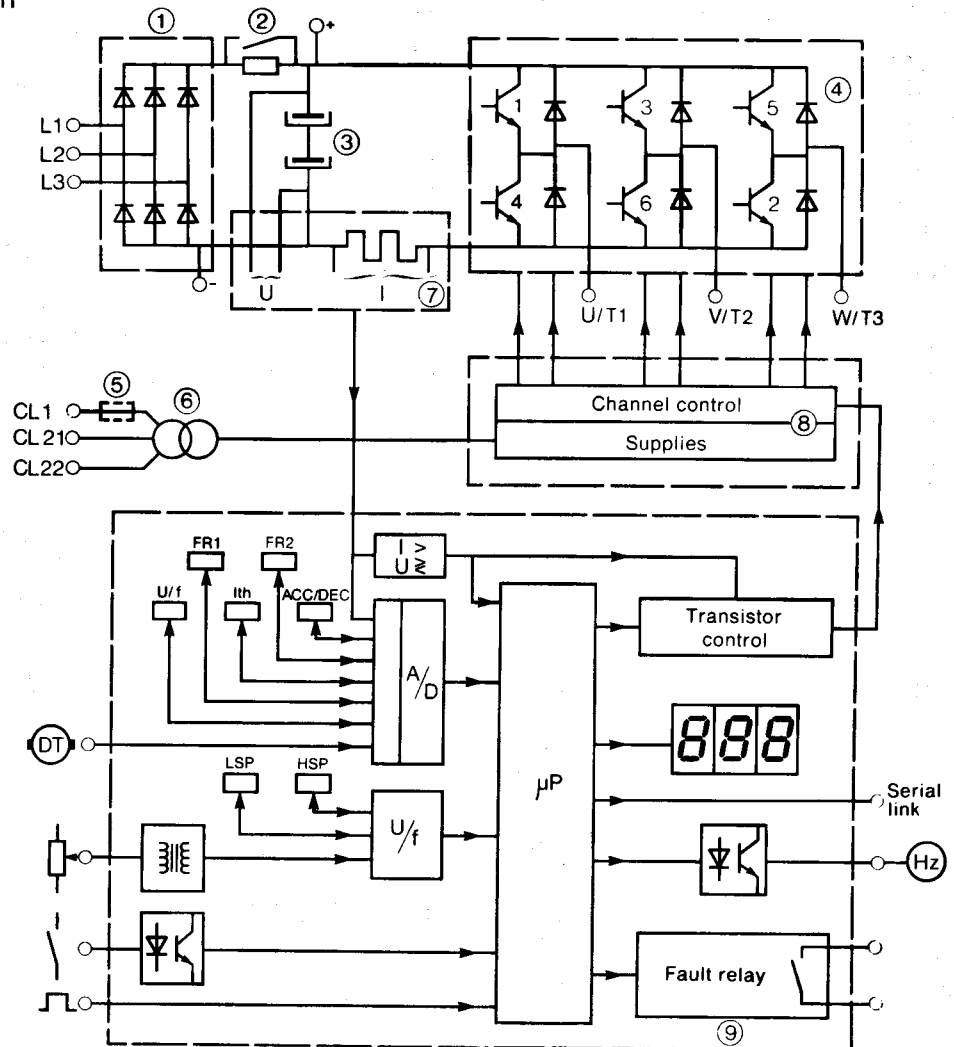 ① ② +
L1
L2
L3
③
1 3 5 ④
4 6 2
-
U I ⑦
U/T1 V/T2 W/T3
⑤ ⑥
CL1
CL21
CL22
Channel control
⑧
Supplies
FR1 FR2
U/f Ith ACC/DEC
I >
U ≷
A/D
Transistor
control
DT
888
LSP HSP
U/f
µP
Serial
link
Hz
Fault relay
⑨